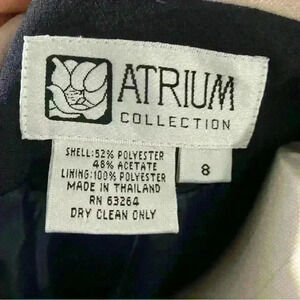 ATRIUM
COLLECTION
SHELL:52% POLYESTER
48% ACETATE
LINING:100% POLYESTER
MADE IN THAILAND
RN 63264
DRY CLEAN ONLY
8